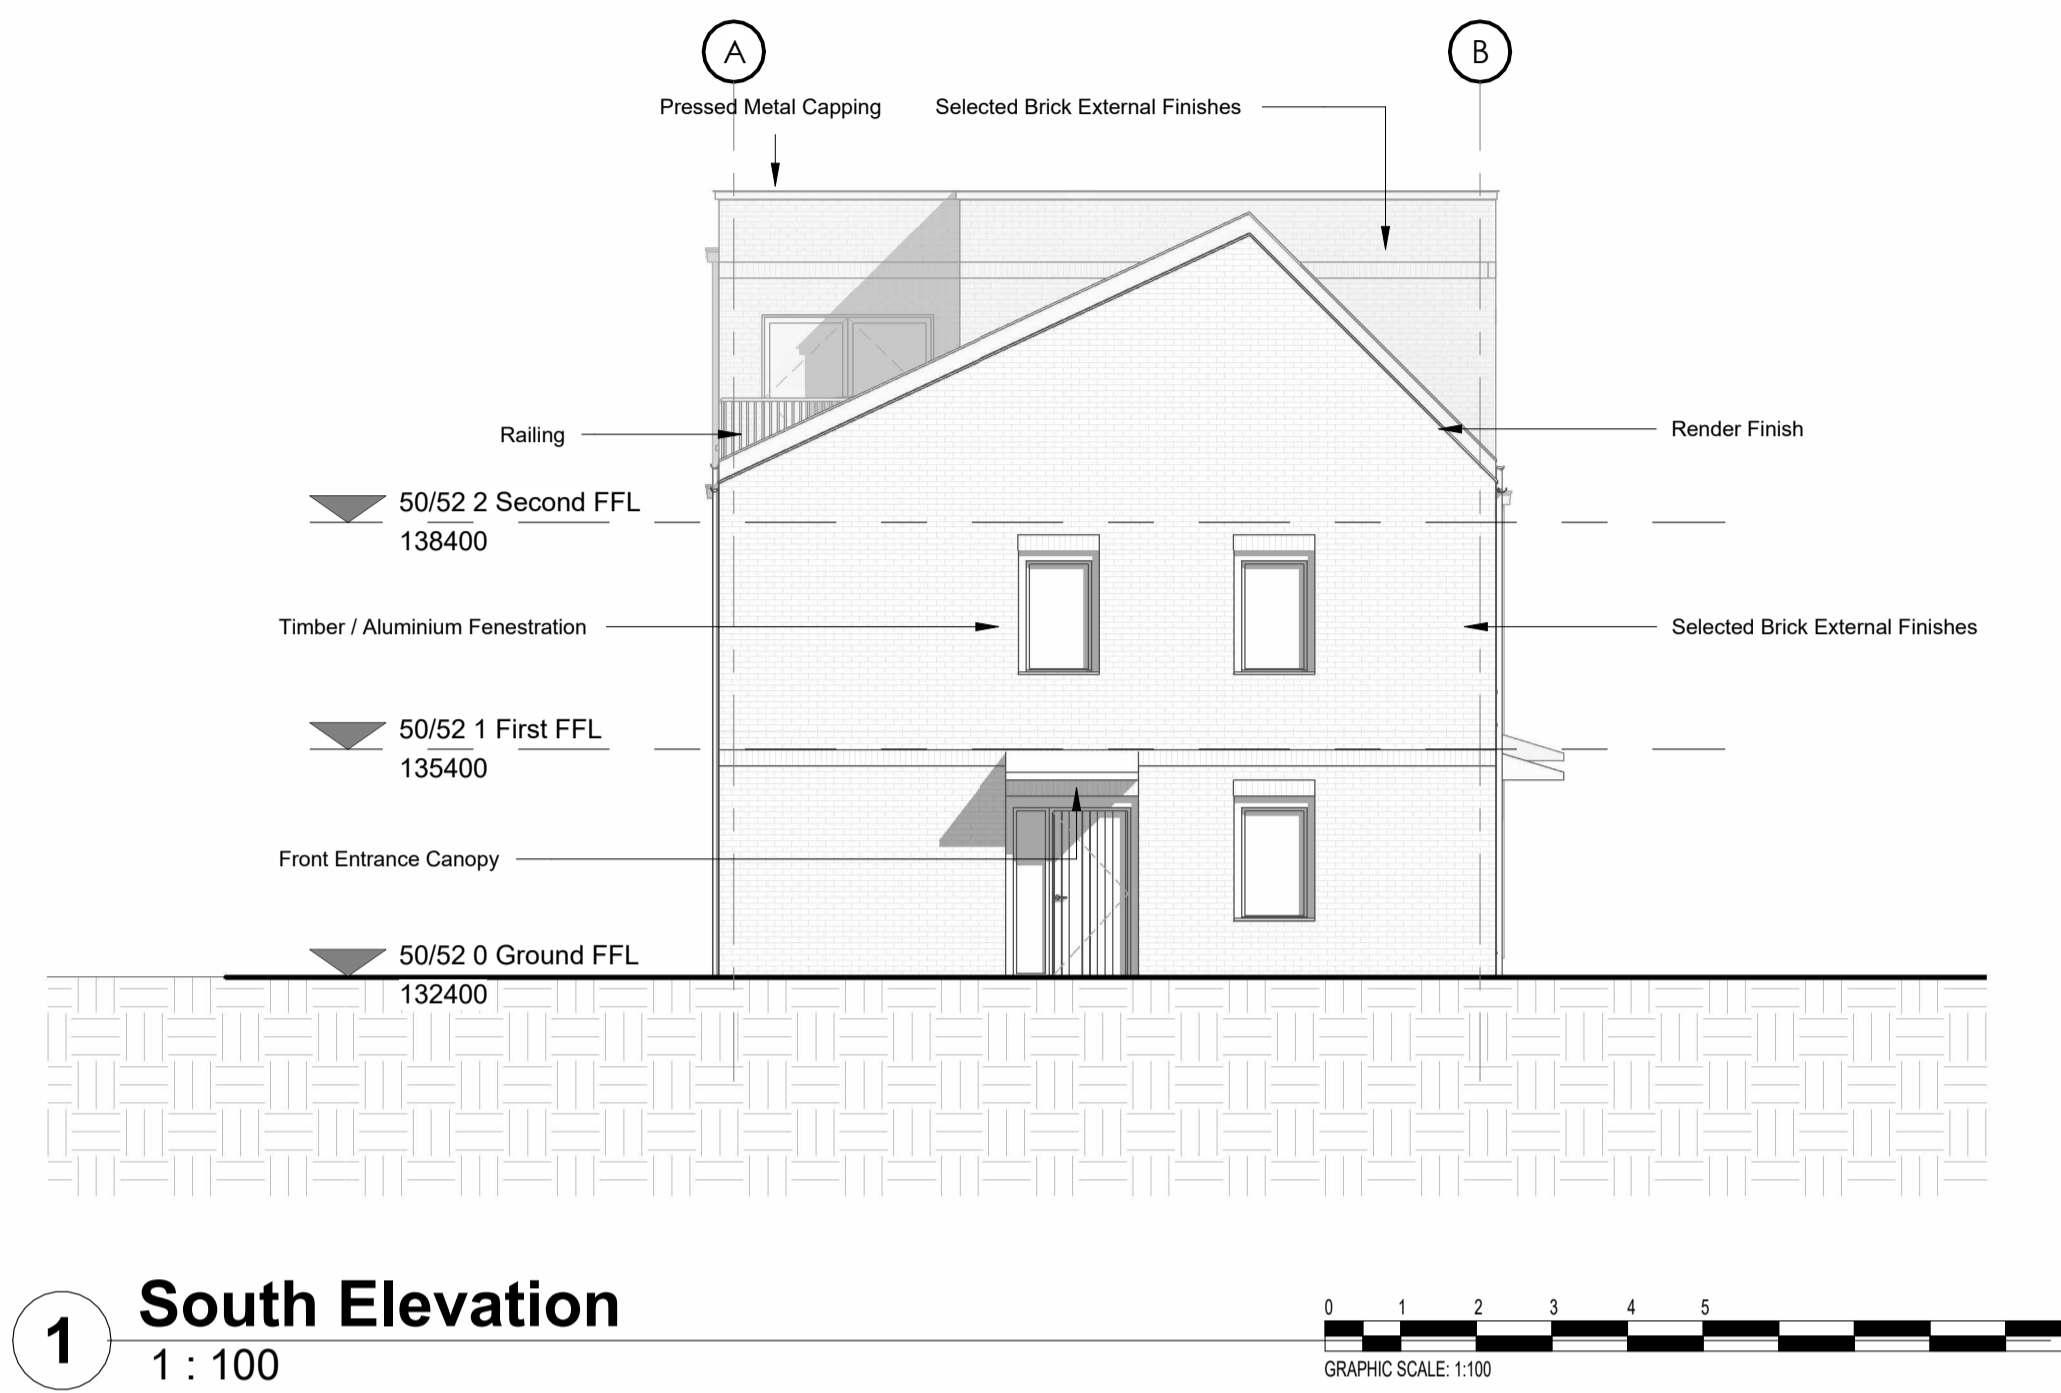 A
B
Pressed Metal Capping
Selected Brick External Finishes
Railing
Render Finish
50/52 2 Second FFL
138400
Timber / Aluminium Fenestration
Selected Brick External Finishes
50/52 1 First FFL
135400
Front Entrance Canopy
50/52 0 Ground FFL
132400
1
South Elevation
1 : 100
0 1 2 3 4 5
GRAPHIC SCALE: 1:100